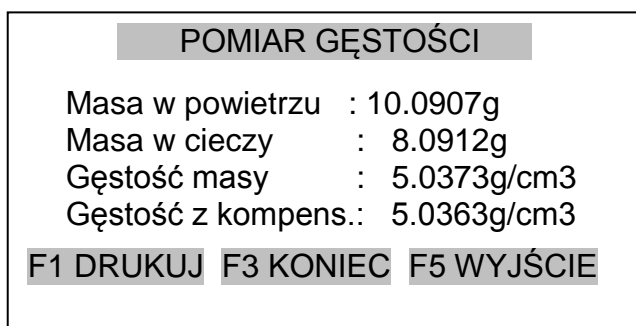 POMIAR GĘSTOŚCI
Masa w powietrzu : 10.0907g
Masa w cieczy : 8.0912g
Gęstość masy : 5.0373g/cm3
Gęstość z kompens.: 5.0363g/cm3
F1 DRUKUJ F3 KONIEC F5 WYJŚCIE